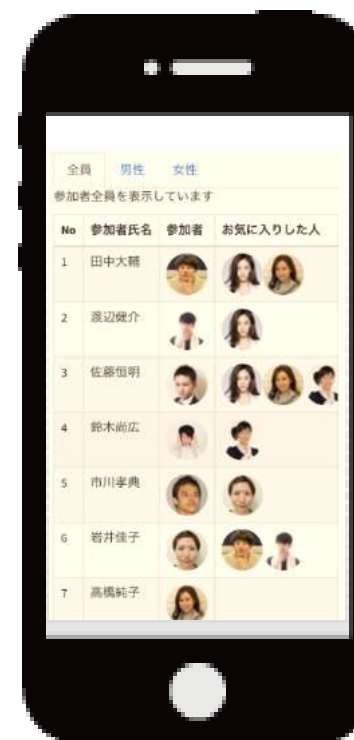 全員 男性 女性
参加者全員を表示しています
No 参加者氏名 参加者 お気に入りした人
1 田中大輔
2 渡辺健介
3 佐藤恒明
4 鈴木尚広
5 市川孝典
6 岩井佳子
7 高橋純子